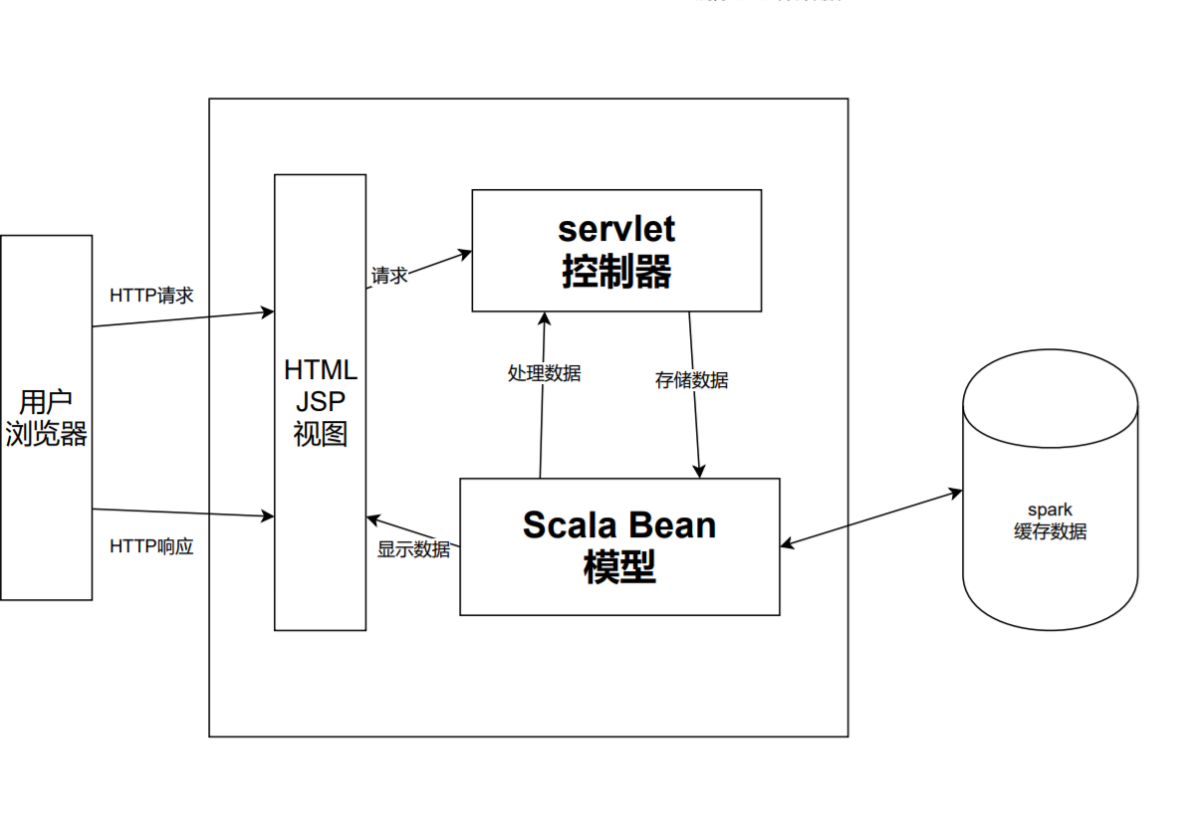 servlet
控制器
请求
HTTP请求
HTML
JSP
视图
处理数据
存储数据
用户
浏览器
Scala Bean
模型
spark
缓存数据
HTTP响应
显示数据